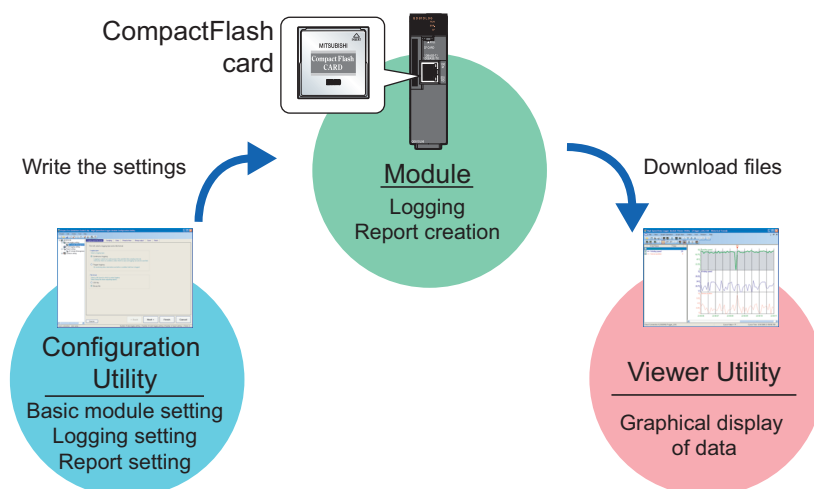 CompactFlash
card
MITSUBISHI
CompactFlash
CARD
Write the settings
Module
Logging
Report creation
Download files
Configuration
Utility
Basic module setting
Logging setting
Report setting
Viewer Utility
Graphical display
of data